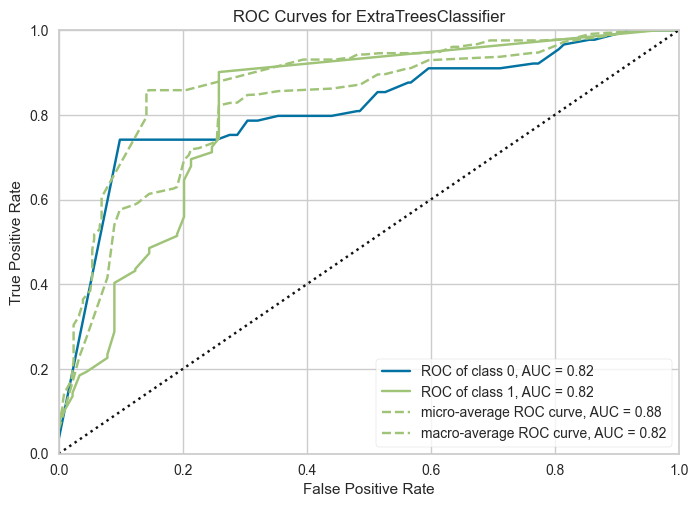 ROC Curves for ExtraTreesClassifier
1.0
0.8
0.6
0.4
0.2
0.0
True Positive Rate
0.0 0.2 0.4 0.6 0.8 1.0
False Positive Rate
ROC of class 0, AUC = 0.82
ROC of class 1, AUC = 0.82
micro-average ROC curve, AUC = 0.88
macro-average ROC curve, AUC = 0.82